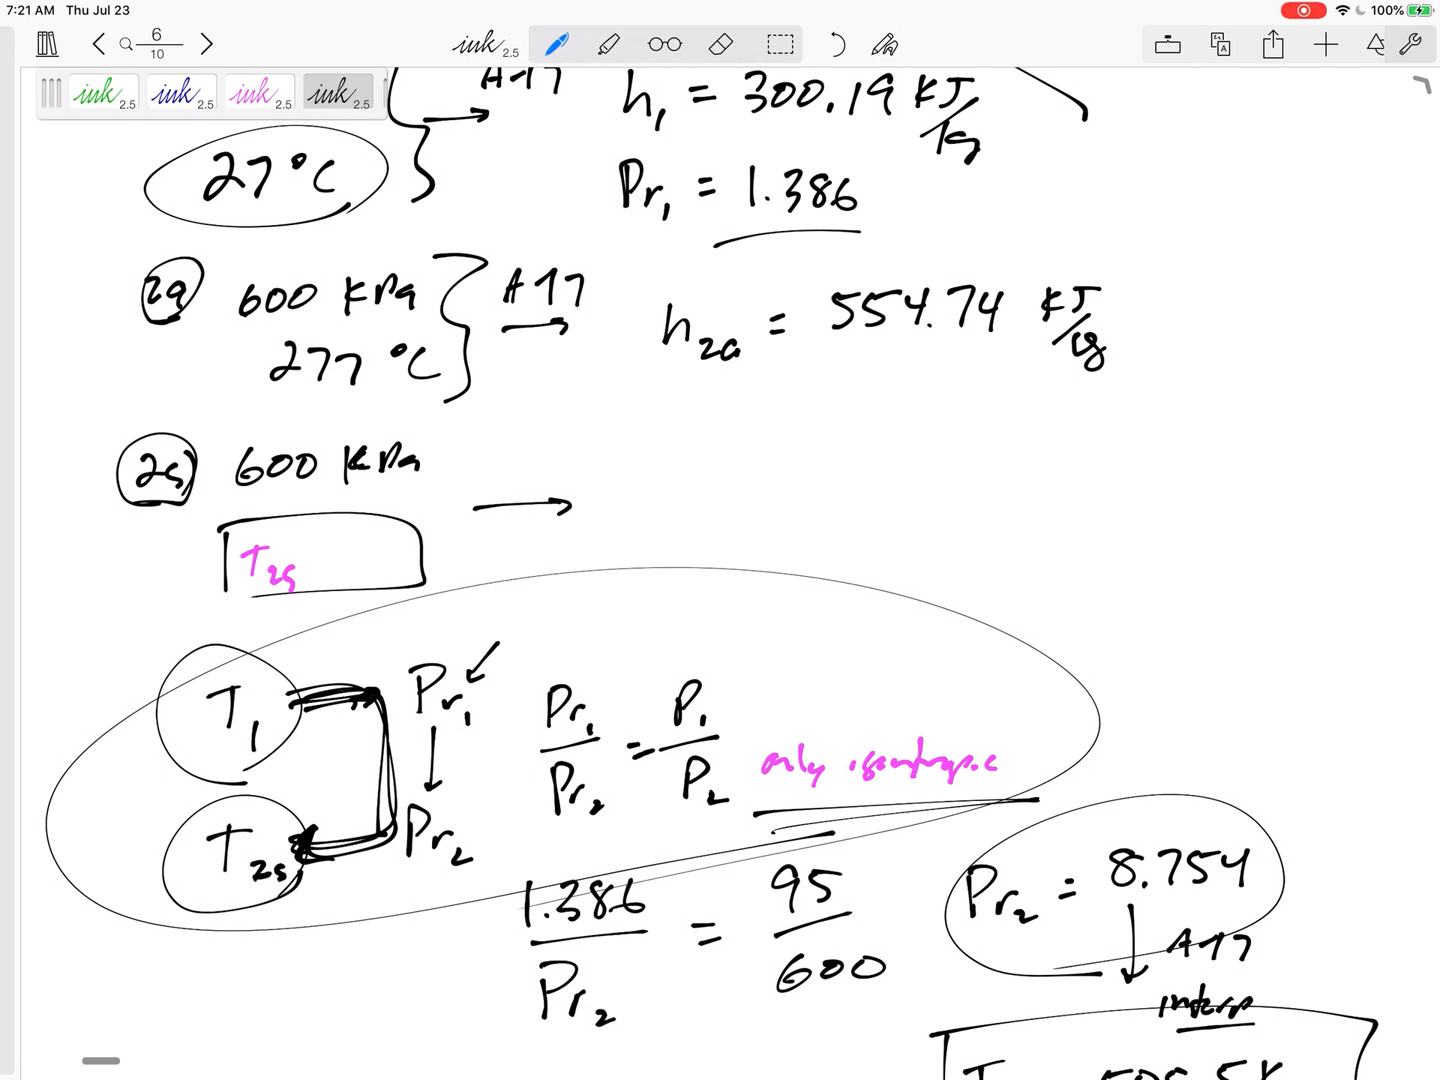 7:21 AM Thu Jul 23
100%
6
10
ink 2.5
ink 2.5 ink 2.5 ink 2.5 ink 2.5
A-17 h₁ = 300.19 kJ/kg
27°C
Pr₁ = 1.386
2a 600 kPa A-17 h₂ₐ = 554.74 kJ/kg
277 °C
2s 600 kPa
T₂s
T₁ Pr₁ Pr₁/Pr₂ = P₁/P₂ only isentropic
T₂s Pr₂
1.386/Pr₂ = 95/600
Pr₂ = 8.754
A-17
interp